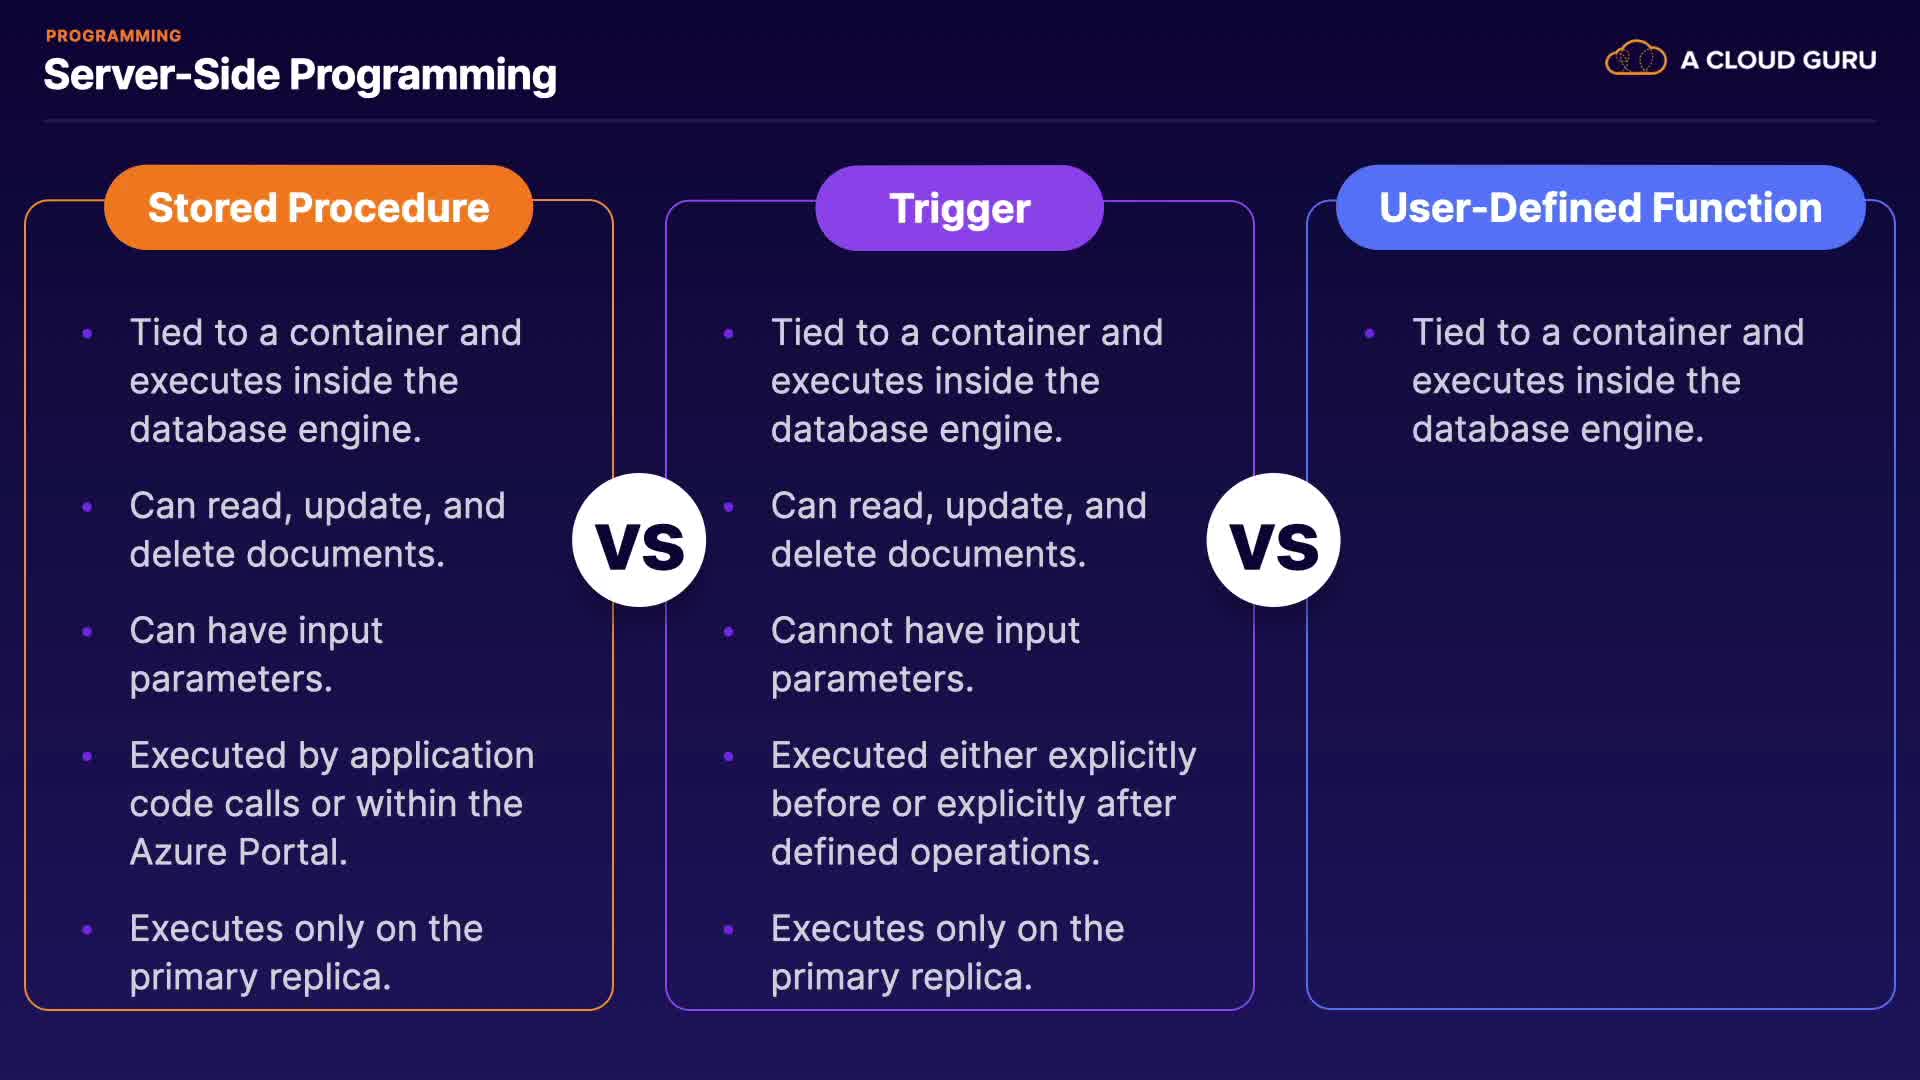 PROGRAMMING
Server-Side Programming
A CLOUD GURU
Stored Procedure
• Tied to a container and
executes inside the
database engine.
• Can read, update, and
delete documents.
• Can have input
parameters.
• Executed by application
code calls or within the
Azure Portal.
• Executes only on the
primary replica.
VS
Trigger
• Tied to a container and
executes inside the
database engine.
• Can read, update, and
delete documents.
• Cannot have input
parameters.
• Executed either explicitly
before or explicitly after
defined operations.
• Executes only on the
primary replica.
VS
User-Defined Function
• Tied to a container and
executes inside the
database engine.